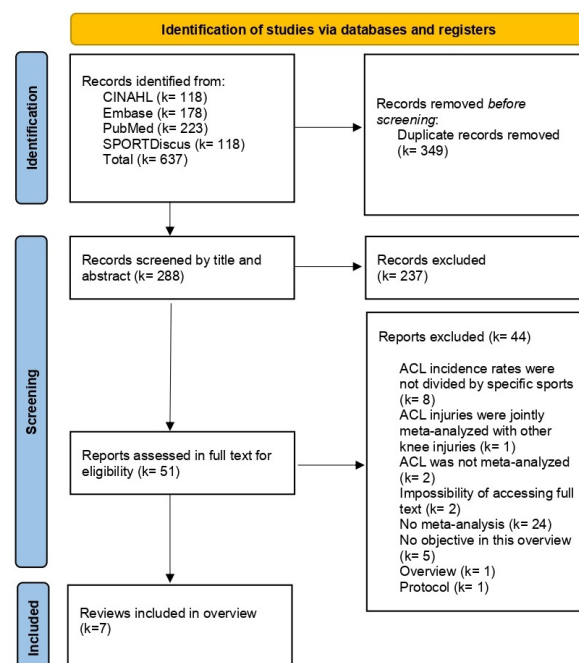 Identification of studies via databases and registers
Identification
Records identified from:
CINAHL (k= 118)
Embase (k= 178)
PubMed (k= 223)
SPORTDiscus (k= 118)
Total (k= 637)
Records removed before
screening:
Duplicate records removed
(k= 349)
Screening
Records screened by title and
abstract (k= 288)
Records excluded
(k= 237)
Reports assessed in full text for
eligibility (k= 51)
Reports excluded (k= 44)
ACL incidence rates were
not divided by specific sports
(k= 8)
ACL injuries were jointly
meta-analyzed with other
knee injuries (k= 1)
ACL was not meta-analyzed
(k= 2)
Impossibility of accessing full
text (k= 2)
No meta-analysis (k= 24)
No objective in this overview
(k= 5)
Overview (k= 1)
Protocol (k= 1)
Included
Reviews included in overview
(k=7)